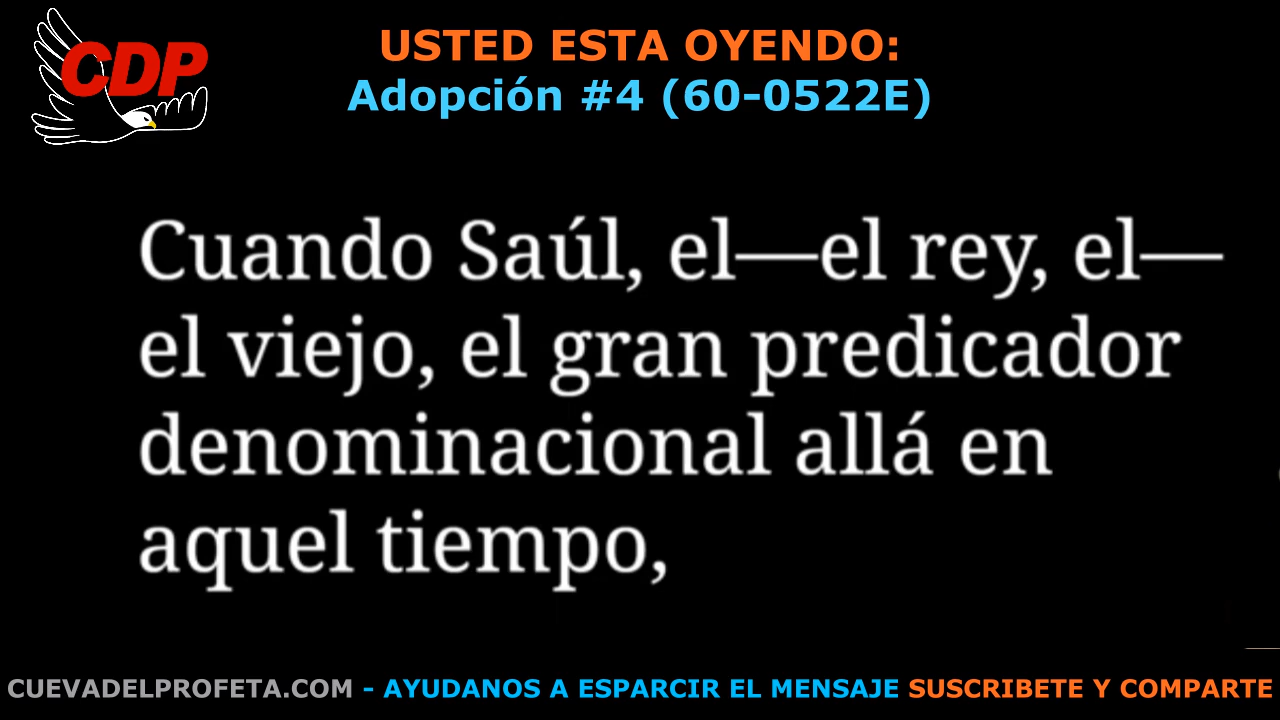 CDP
USTED ESTA OYENDO:
Adopción #4 (60-0522E)
Cuando Saúl, el—el rey, el—
el viejo, el gran predicador
denominacional allá en
aquel tiempo,
CUEVADELPROFETA.COM - AYUDANOS A ESPARCIR EL MENSAJE SUSCRIBETE Y COMPARTE